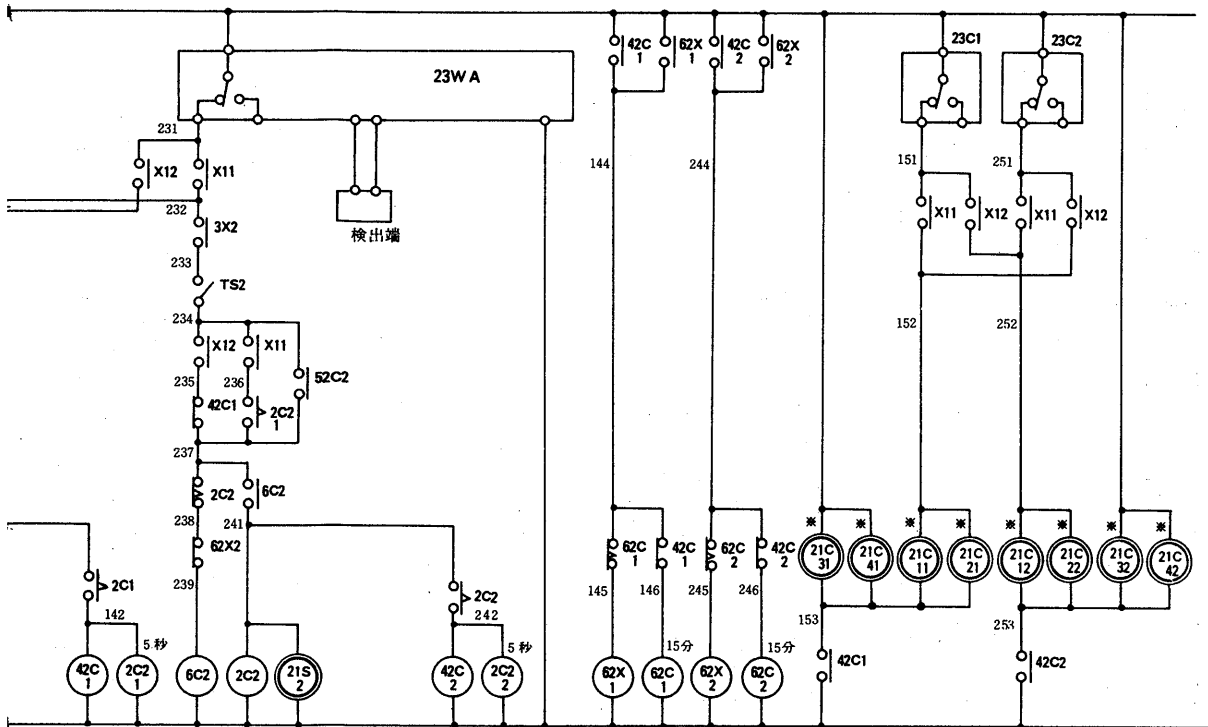 42C
1
62X
1
42C
2
62X
2
23C1
23C2
23W A
231
X12
X11
144
244
151
251
232
X11
X12
X11
X12
3X2
検出端
233
TS2
234
152
252
X12
X11
235
236
52C2
42C1
2C2
1
237
2C2
6C2
※
※
※
※
※
※
238
241
62C
1
42C
1
62C
2
42C
2
21C
31
21C
41
21C
11
21C
21
21C
12
21C
22
21C
32
21C
42
62X2
2C1
239
2C2
145
146
245
246
142
242
153
253
5秒
5秒
15分
15分
42C1
42C2
42C
1
2C2
1
6C2
2C2
21S
2
42C
2
2C2
2
62X
1
62C
1
62X
2
62C
2